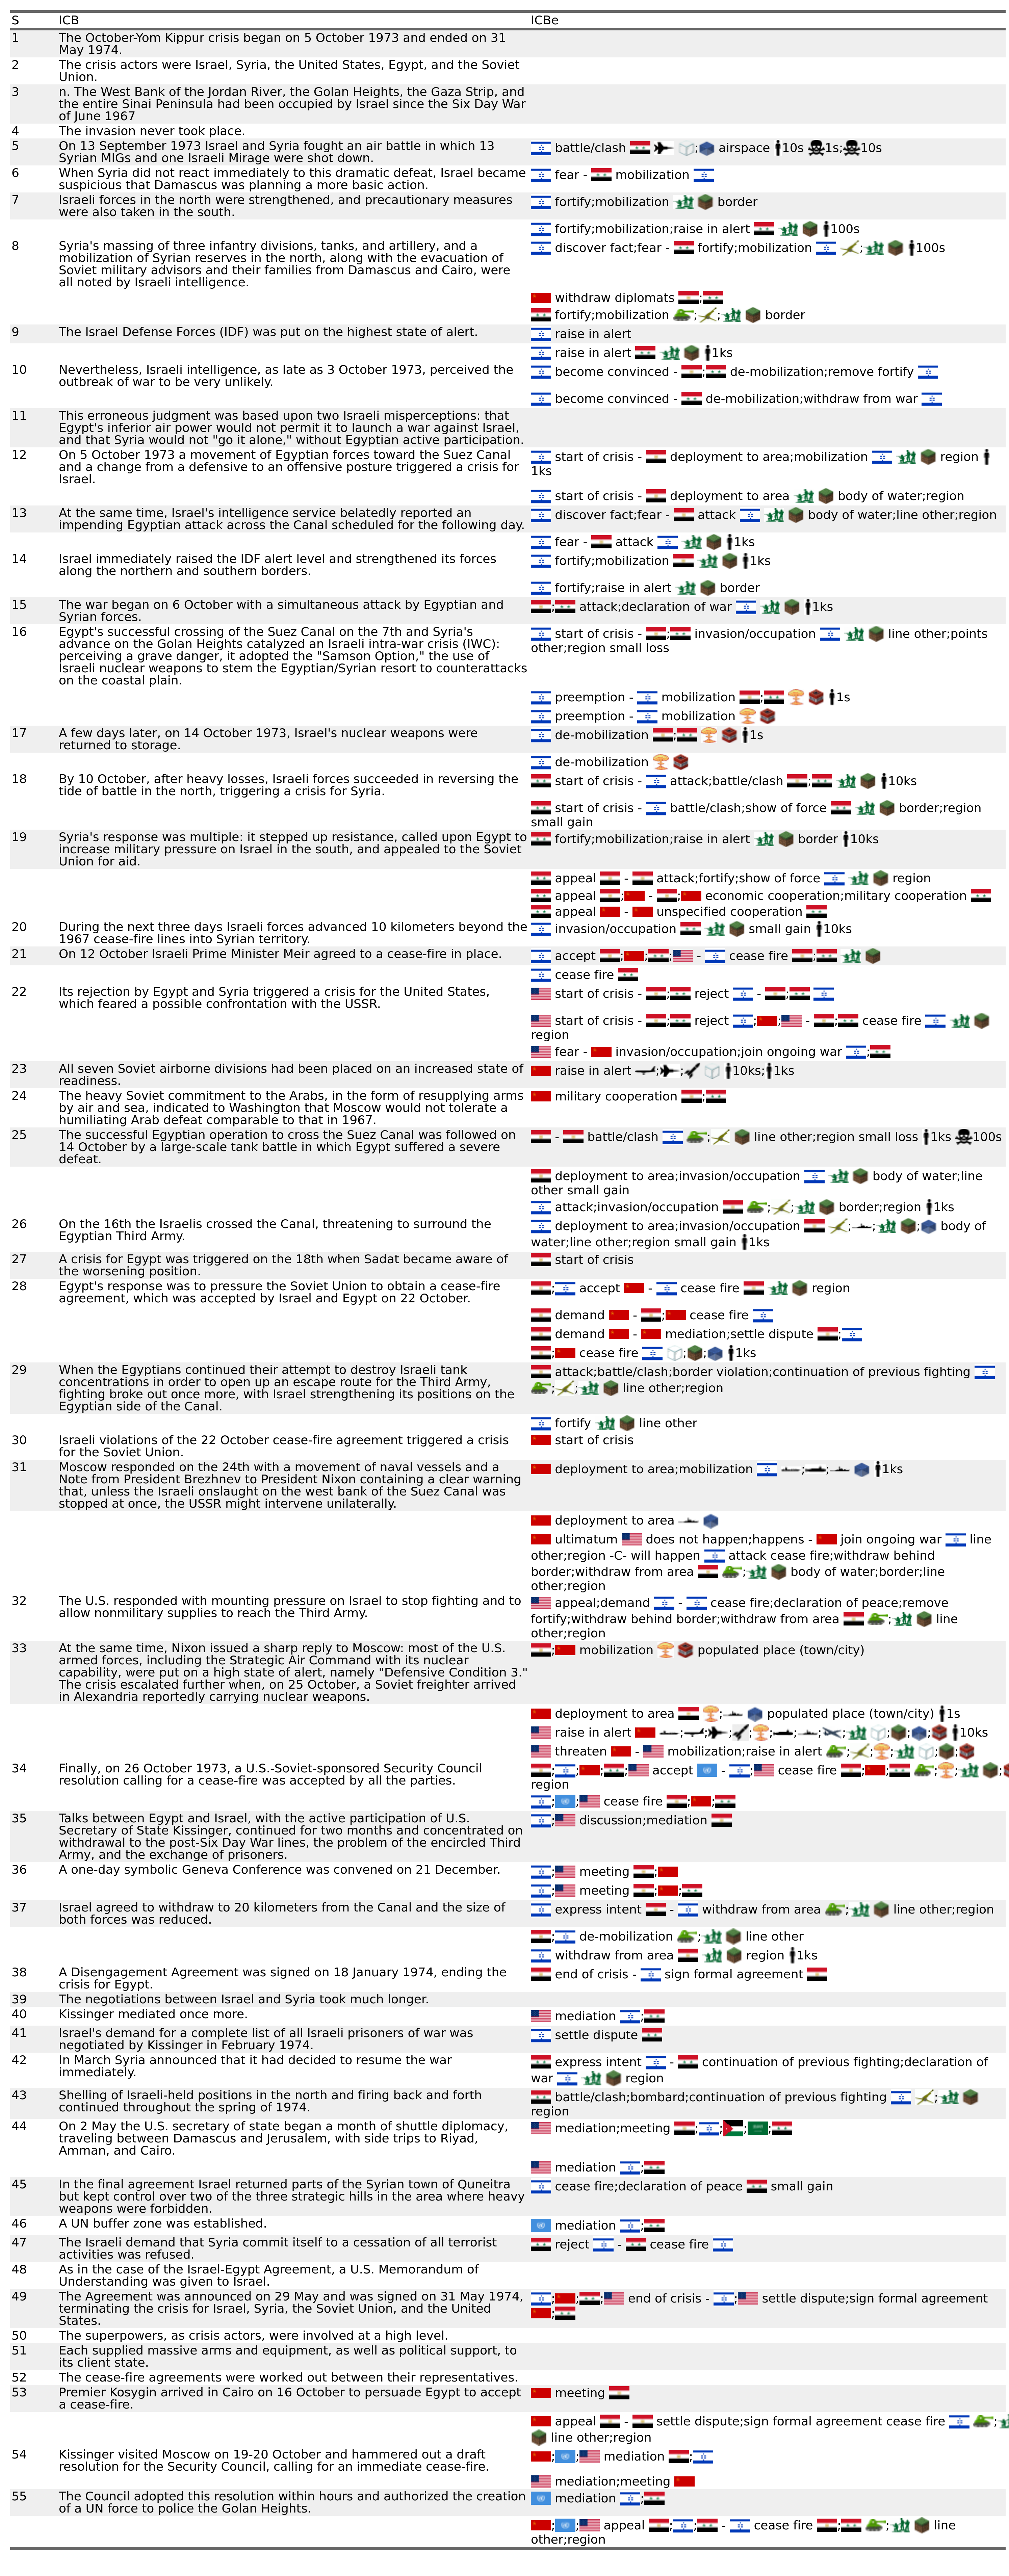 S ICB ICBe
1 The October-Yom Kippur crisis began on 5 October 1973 and ended on 31
May 1974.
2 The crisis actors were Israel, Syria, the United States, Egypt, and the Soviet
Union.
3 n. The West Bank of the Jordan River, the Golan Heights, the Gaza Strip, and
the entire Sinai Peninsula had been occupied by Israel since the Six Day War
of June 1967
4 The invasion never took place.
5 On 13 September 1973 Israel and Syria fought an air battle in which 13
Syrian MIGs and one Israeli Mirage were shot down.
battle/clash ; airspace 10s 1s; 10s
6 When Syria did not react immediately to this dramatic defeat, Israel became
suspicious that Damascus was planning a more basic action.
fear - mobilization
7 Israeli forces in the north were strengthened, and precautionary measures
were also taken in the south.
fortify;mobilization border
fortify;mobilization;raise in alert 100s
8 Syria's massing of three infantry divisions, tanks, and artillery, and a
mobilization of Syrian reserves in the north, along with the evacuation of
Soviet military advisors and their families from Damascus and Cairo, were
all noted by Israeli intelligence.
discover fact;fear - fortify;mobilization ; 100s
withdraw diplomats ;
fortify;mobilization ; ; border
9 The Israel Defense Forces (IDF) was put on the highest state of alert.
raise in alert
raise in alert 1ks
10 Nevertheless, Israeli intelligence, as late as 3 October 1973, perceived the
outbreak of war to be very unlikely.
become convinced - ; de-mobilization;remove fortify
become convinced - de-mobilization;withdraw from war
11 This erroneous judgment was based upon two Israeli misperceptions: that
Egypt's inferior air power would not permit it to launch a war against Israel,
and that Syria would not "go it alone," without Egyptian active participation.
12 On 5 October 1973 a movement of Egyptian forces toward the Suez Canal
and a change from a defensive to an offensive posture triggered a crisis for
Israel.
start of crisis - deployment to area;mobilization region
1ks
start of crisis - deployment to area body of water;region
13 At the same time, Israel's intelligence service belatedly reported an
impending Egyptian attack across the Canal scheduled for the following day.
discover fact;fear - attack body of water;line other;region
fear - attack 1ks
14 Israel immediately raised the IDF alert level and strengthened its forces
along the northern and southern borders.
fortify;mobilization 1ks
fortify;raise in alert border
15 The war began on 6 October with a simultaneous attack by Egyptian and
Syrian forces.
; attack;declaration of war 1ks
16 Egypt's successful crossing of the Suez Canal on the 7th and Syria's
advance on the Golan Heights catalyzed an Israeli intra-war crisis (IWC):
perceiving a grave danger, it adopted the "Samson Option," the use of
Israeli nuclear weapons to stem the Egyptian/Syrian resort to counterattacks
on the coastal plain.
start of crisis - ; invasion/occupation line other;points
other;region small loss
preemption - mobilization ; 1s
preemption - mobilization
17 A few days later, on 14 October 1973, Israel's nuclear weapons were
returned to storage.
de-mobilization ; 1s
de-mobilization
18 By 10 October, after heavy losses, Israeli forces succeeded in reversing the
tide of battle in the north, triggering a crisis for Syria.
start of crisis - attack;battle/clash ; 10ks
start of crisis - battle/clash;show of force border;region
small gain
19 Syria's response was multiple: it stepped up resistance, called upon Egypt to
increase military pressure on Israel in the south, and appealed to the Soviet
Union for aid.
fortify;mobilization;raise in alert border 10ks
appeal - attack;fortify;show of force region
appeal ; - ; economic cooperation;military cooperation
appeal - unspecified cooperation
20 During the next three days Israeli forces advanced 10 kilometers beyond the
1967 cease-fire lines into Syrian territory.
invasion/occupation small gain 10ks
21 On 12 October Israeli Prime Minister Meir agreed to a cease-fire in place.
accept ; ; ; - cease fire ;
cease fire
22 Its rejection by Egypt and Syria triggered a crisis for the United States,
which feared a possible confrontation with the USSR.
start of crisis - ; reject - ;
start of crisis - ; reject ; ; - ; cease fire
region
fear - invasion/occupation;join ongoing war ;
23 All seven Soviet airborne divisions had been placed on an increased state of
readiness.
raise in alert ; ; 10ks; 1ks
24 The heavy Soviet commitment to the Arabs, in the form of resupplying arms
by air and sea, indicated to Washington that Moscow would not tolerate a
humiliating Arab defeat comparable to that in 1967.
military cooperation ;
25 The successful Egyptian operation to cross the Suez Canal was followed on
14 October by a large-scale tank battle in which Egypt suffered a severe
defeat.
- battle/clash ; line other;region small loss 1ks 100s
deployment to area;invasion/occupation body of water;line
other small gain
attack;invasion/occupation ; ; border;region 1ks
26 On the 16th the Israelis crossed the Canal, threatening to surround the
Egyptian Third Army.
deployment to area;invasion/occupation ; ; ; body of
water;line other;region small gain 1ks
27 A crisis for Egypt was triggered on the 18th when Sadat became aware of
the worsening position.
start of crisis
28 Egypt's response was to pressure the Soviet Union to obtain a cease-fire
agreement, which was accepted by Israel and Egypt on 22 October.
; accept - cease fire region
demand - ; cease fire
demand - mediation;settle dispute ;
; cease fire ; ; 1ks
29 When the Egyptians continued their attempt to destroy Israeli tank
concentrations in order to open up an escape route for the Third Army,
fighting broke out once more, with Israel strengthening its positions on the
Egyptian side of the Canal.
attack;battle/clash;border violation;continuation of previous fighting
; ; line other;region
fortify line other
30 Israeli violations of the 22 October cease-fire agreement triggered a crisis
for the Soviet Union.
start of crisis
31 Moscow responded on the 24th with a movement of naval vessels and a
Note from President Brezhnev to President Nixon containing a clear warning
that, unless the Israeli onslaught on the west bank of the Suez Canal was
stopped at once, the USSR might intervene unilaterally.
deployment to area;mobilization ; ; 1ks
deployment to area
ultimatum does not happen;happens - join ongoing war line
other;region -C- will happen attack cease fire;withdraw behind
border;withdraw from area ; body of water;border;line
other;region
32 The U.S. responded with mounting pressure on Israel to stop fighting and to
allow nonmilitary supplies to reach the Third Army.
appeal;demand - cease fire;declaration of peace;remove
fortify;withdraw behind border;withdraw from area ; line
other;region
33 At the same time, Nixon issued a sharp reply to Moscow: most of the U.S.
armed forces, including the Strategic Air Command with its nuclear
capability, were put on a high state of alert, namely "Defensive Condition 3."
The crisis escalated further when, on 25 October, a Soviet freighter arrived
in Alexandria reportedly carrying nuclear weapons.
; mobilization populated place (town/city)
deployment to area ; populated place (town/city) 1s
raise in alert ; ; ; ; ; ; ; ; ; ; ; 10ks
threaten - mobilization;raise in alert ; ; ; ; ;
34 Finally, on 26 October 1973, a U.S.-Soviet-sponsored Security Council
resolution calling for a cease-fire was accepted by all the parties.
; ; ; ; accept - ; cease fire ; ; ; ; ; ;
region
; ; cease fire ; ;
35 Talks between Egypt and Israel, with the active participation of U.S.
Secretary of State Kissinger, continued for two months and concentrated on
withdrawal to the post-Six Day War lines, the problem of the encircled Third
Army, and the exchange of prisoners.
; discussion;mediation
36 A one-day symbolic Geneva Conference was convened on 21 December.
; meeting ;
; meeting ; ;
37 Israel agreed to withdraw to 20 kilometers from the Canal and the size of
both forces was reduced.
express intent - withdraw from area ; line other;region
; de-mobilization ; line other
withdraw from area region 1ks
38 A Disengagement Agreement was signed on 18 January 1974, ending the
crisis for Egypt.
end of crisis - sign formal agreement
39 The negotiations between Israel and Syria took much longer.
40 Kissinger mediated once more.
mediation ;
41 Israel's demand for a complete list of all Israeli prisoners of war was
negotiated by Kissinger in February 1974.
settle dispute
42 In March Syria announced that it had decided to resume the war
immediately.
express intent - continuation of previous fighting;declaration of
war region
43 Shelling of Israeli-held positions in the north and firing back and forth
continued throughout the spring of 1974.
battle/clash;bombard;continuation of previous fighting ;
region
44 On 2 May the U.S. secretary of state began a month of shuttle diplomacy,
traveling between Damascus and Jerusalem, with side trips to Riyad,
Amman, and Cairo.
mediation;meeting ; ; ; ;
mediation ;
45 In the final agreement Israel returned parts of the Syrian town of Quneitra
but kept control over two of the three strategic hills in the area where heavy
weapons were forbidden.
cease fire;declaration of peace small gain
46 A UN buffer zone was established.
mediation ;
47 The Israeli demand that Syria commit itself to a cessation of all terrorist
activities was refused.
reject - cease fire
48 As in the case of the Israel-Egypt Agreement, a U.S. Memorandum of
Understanding was given to Israel.
49 The Agreement was announced on 29 May and was signed on 31 May 1974,
terminating the crisis for Israel, Syria, the Soviet Union, and the United
States.
; ; ; end of crisis - ; settle dispute;sign formal agreement
;
50 The superpowers, as crisis actors, were involved at a high level.
51 Each supplied massive arms and equipment, as well as political support, to
its client state.
52 The cease-fire agreements were worked out between their representatives.
53 Premier Kosygin arrived in Cairo on 16 October to persuade Egypt to accept
a cease-fire.
meeting
appeal - settle dispute;sign formal agreement cease fire ;
line other;region
54 Kissinger visited Moscow on 19-20 October and hammered out a draft
resolution for the Security Council, calling for an immediate cease-fire.
; ; mediation ;
mediation;meeting
55 The Council adopted this resolution within hours and authorized the creation
of a UN force to police the Golan Heights.
mediation ;
; ; appeal ; ; - cease fire ; ; line
other;region